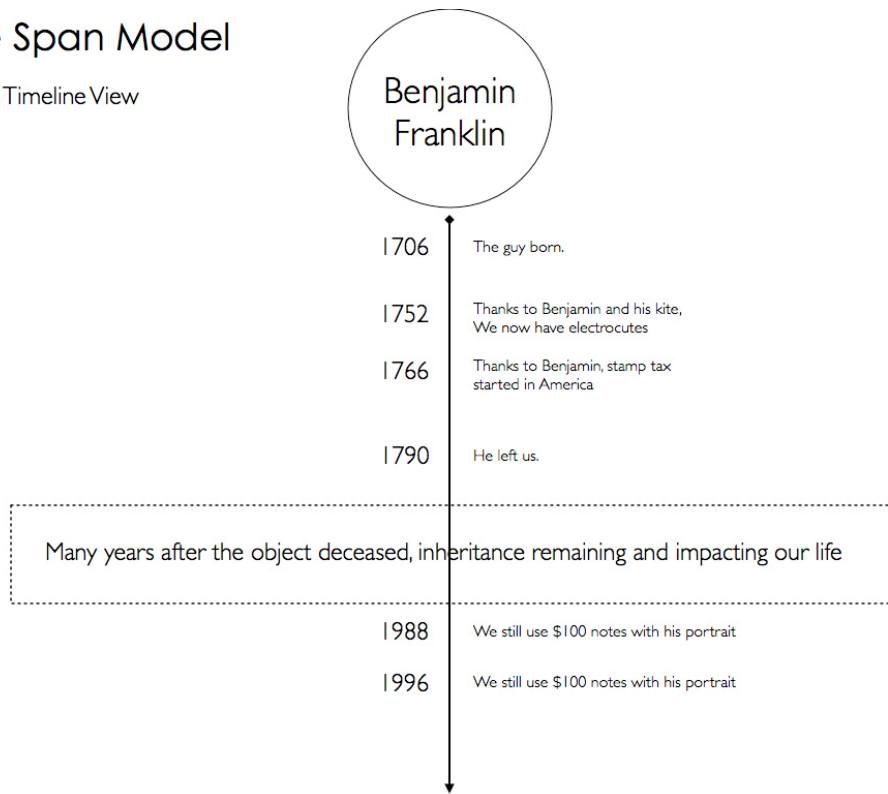 Span Model
Timeline View
Benjamin
Franklin
1706 The guy born.
1752 Thanks to Benjamin and his kite,
We now have electrocutes
1766 Thanks to Benjamin, stamp tax
started in America
1790 He left us.
Many years after the object deceased, inheritance remaining and impacting our life
1988 We still use $100 notes with his portrait
1996 We still use $100 notes with his portrait